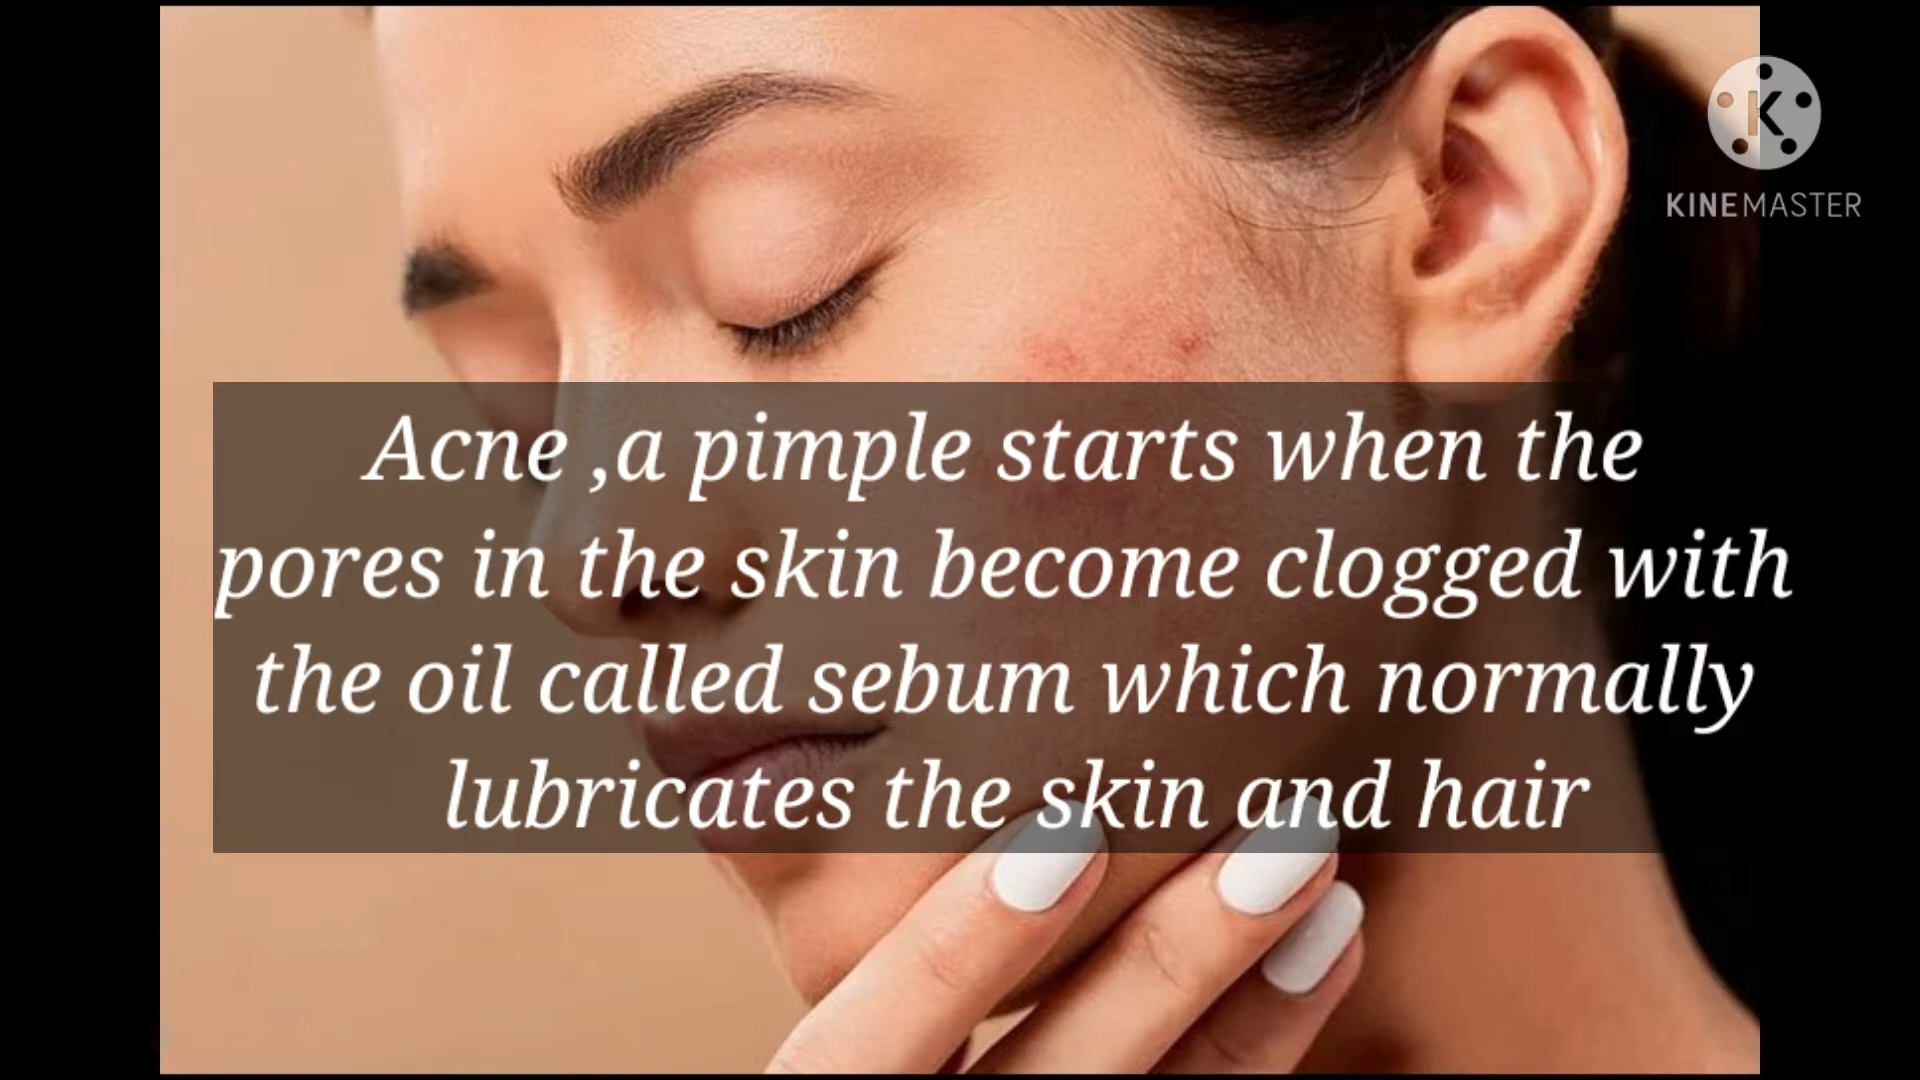 K
KINEMASTER
Acne ,a pimple starts when the
pores in the skin become clogged with
the oil called sebum which normally
lubricates the skin and hair